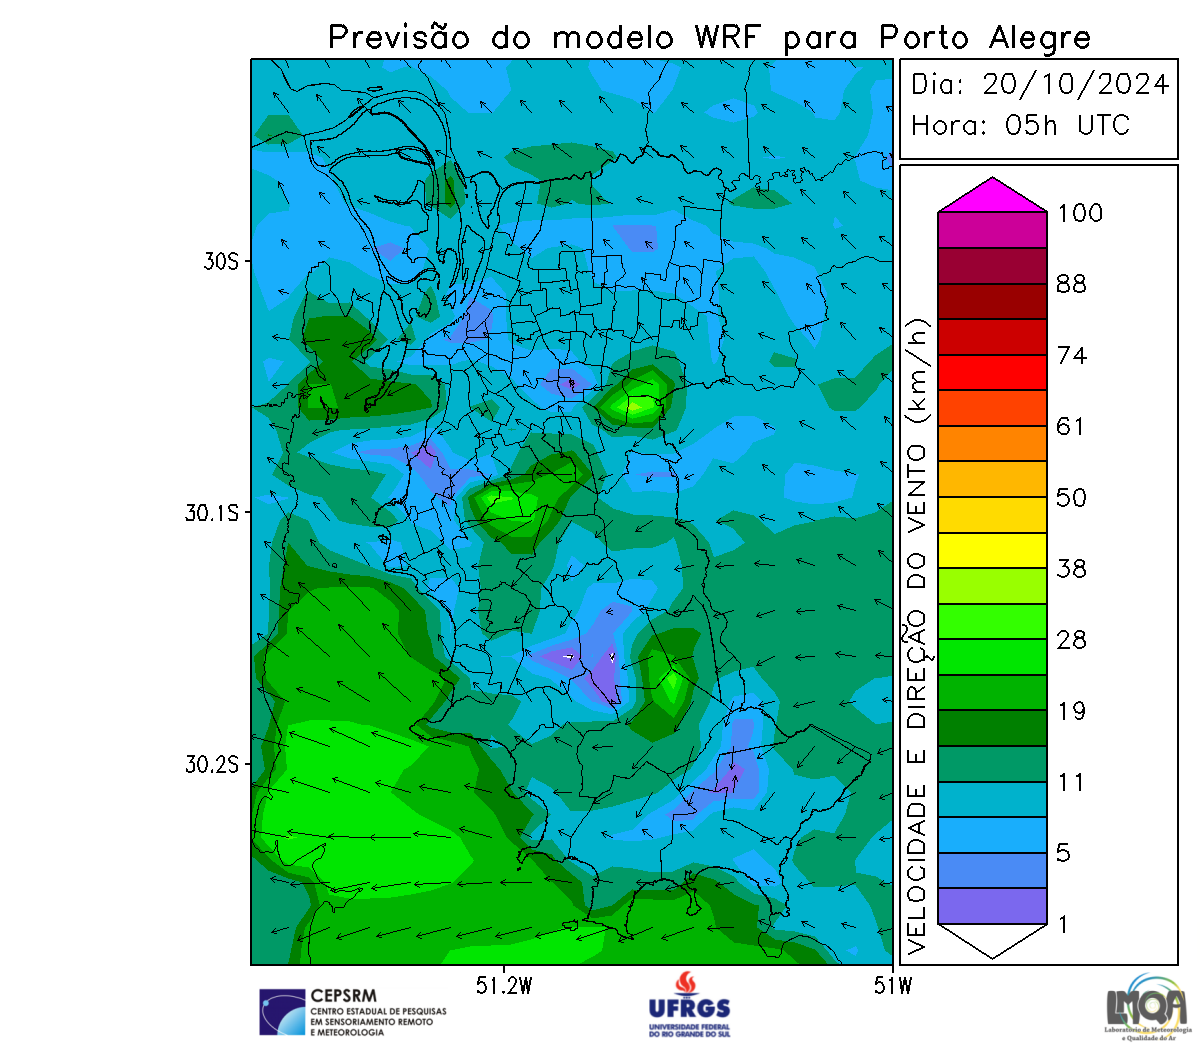 Previsão do modelo WRF para Porto Alegre
Dia: 20/10/2024
Hora: 05h UTC
30S
30.1S
30.2S
51.2W
51W
VELOCIDADE E DIREÇÃO DO VENTO (km/h)
100
88
74
61
50
38
28
19
11
5
1
CEPSRM
CENTRO ESTADUAL DE PESQUISAS
EM SENSORIAMENTO REMOTO
E METEOROLOGIA
UFRGS
UNIVERSIDADE FEDERAL
DO RIO GRANDE DO SUL
LMQA
Laboratório de Meteorologia
e Qualidade do Ar